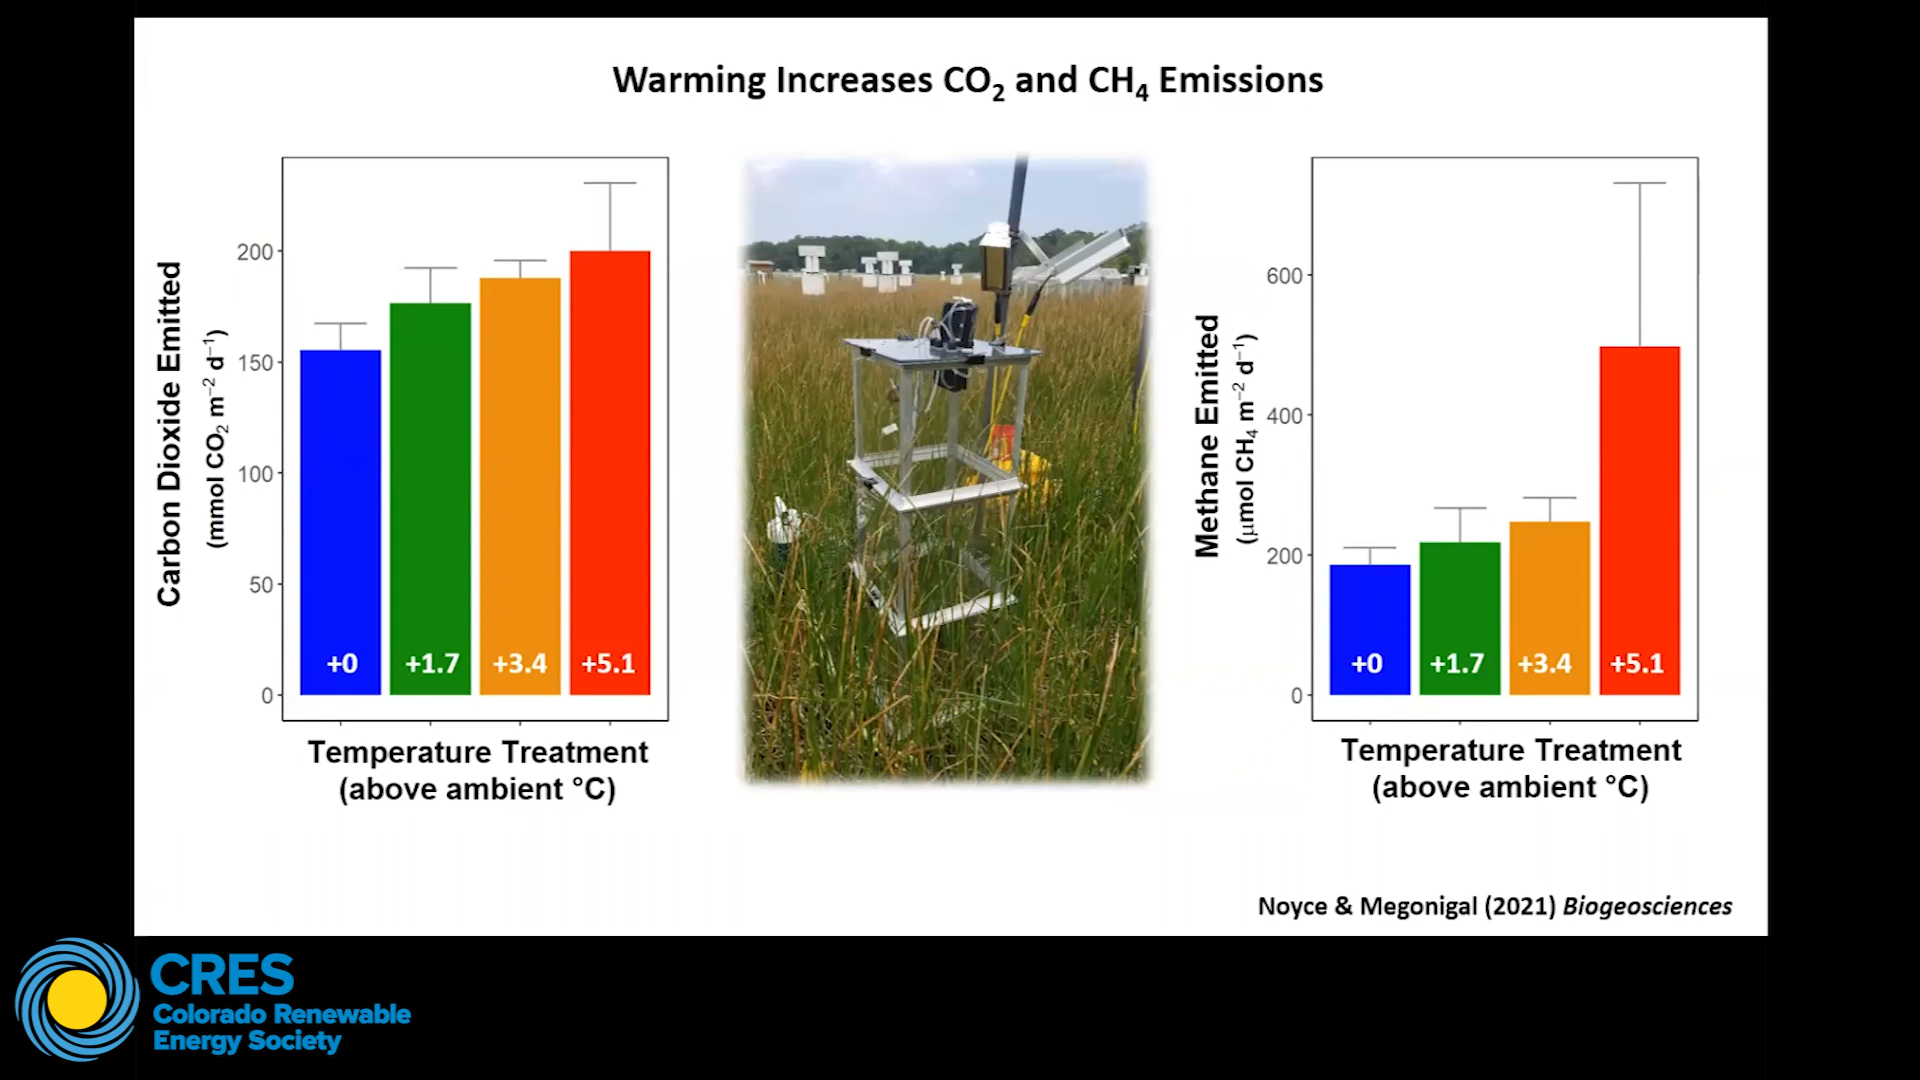 Warming Increases CO₂ and CH₄ Emissions
Carbon Dioxide Emitted
(mmol CO₂ m⁻² d⁻¹)
200
150
100
50
0
+0
+1.7
+3.4
+5.1
Temperature Treatment
(above ambient °C)
Methane Emitted
(μmol CH₄ m⁻² d⁻¹)
600
400
200
0
+0
+1.7
+3.4
+5.1
Temperature Treatment
(above ambient °C)
Noyce & Megonigal (2021) Biogeosciences
CRES
Colorado Renewable
Energy Society